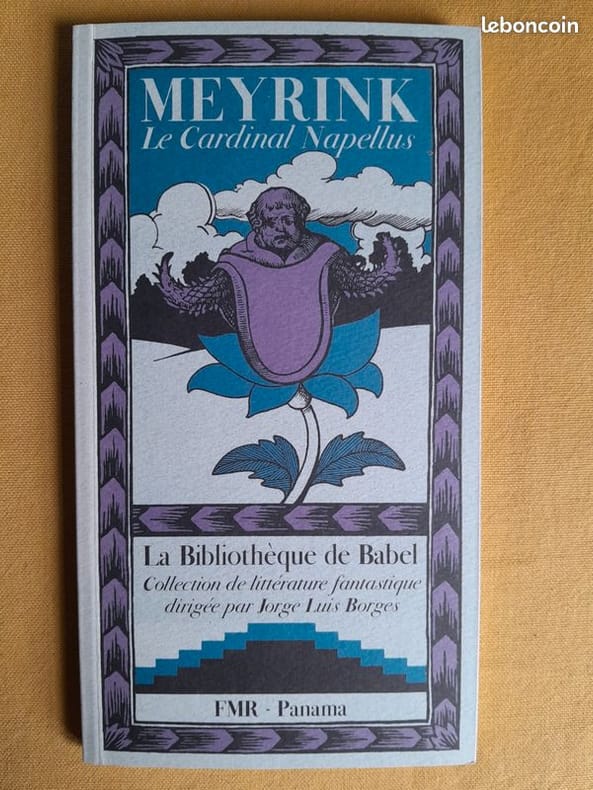 leboncoin
MEYRINK
Le Cardinal Napellus
La Bibliothèque de Babel
Collection de littérature fantastique
dirigée par Jorge Luis Borges
FMR - Panama